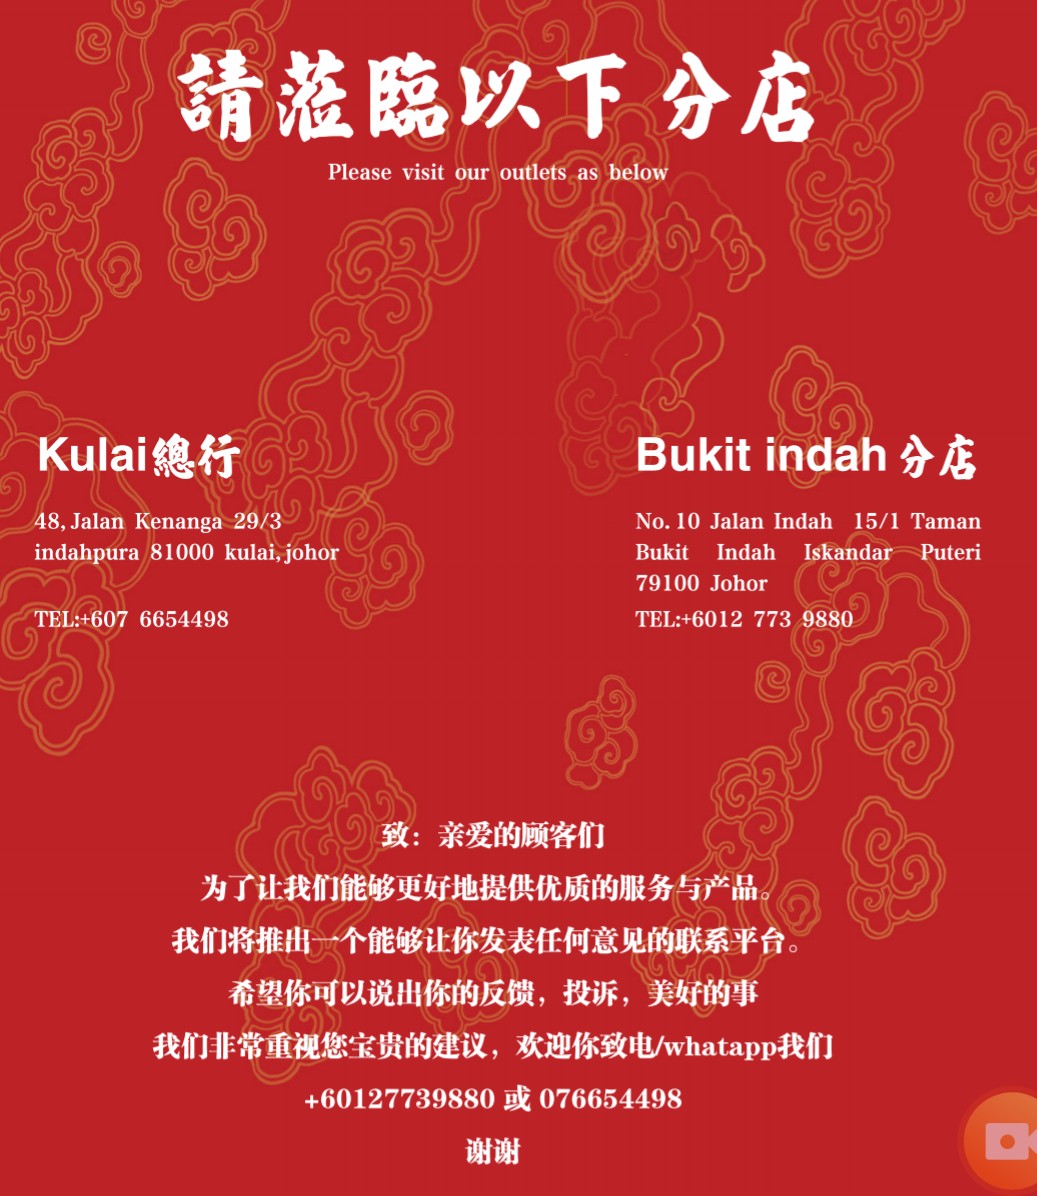 請蒞臨以下分店
Please visit our outlets as below
Kulai總行
48, Jalan Kenanga 29/3
indahpura 81000 kulai, johor
TEL:+607 6654498
Bukit indah 分店
No. 10 Jalan Indah 15/1 Taman
Bukit Indah Iskandar Puteri
79100 Johor
TEL:+6012 773 9880
致：亲爱的顾客们
为了让我们能够更好地提供优质的服务与产品。
我们将推出一个能够让你发表任何意见的联系平台。
希望你可以说出你的反馈，投诉，美好的事
我们非常重视您宝贵的建议，欢迎你致电/whatapp我们
+60127739880 或 076654498
谢谢